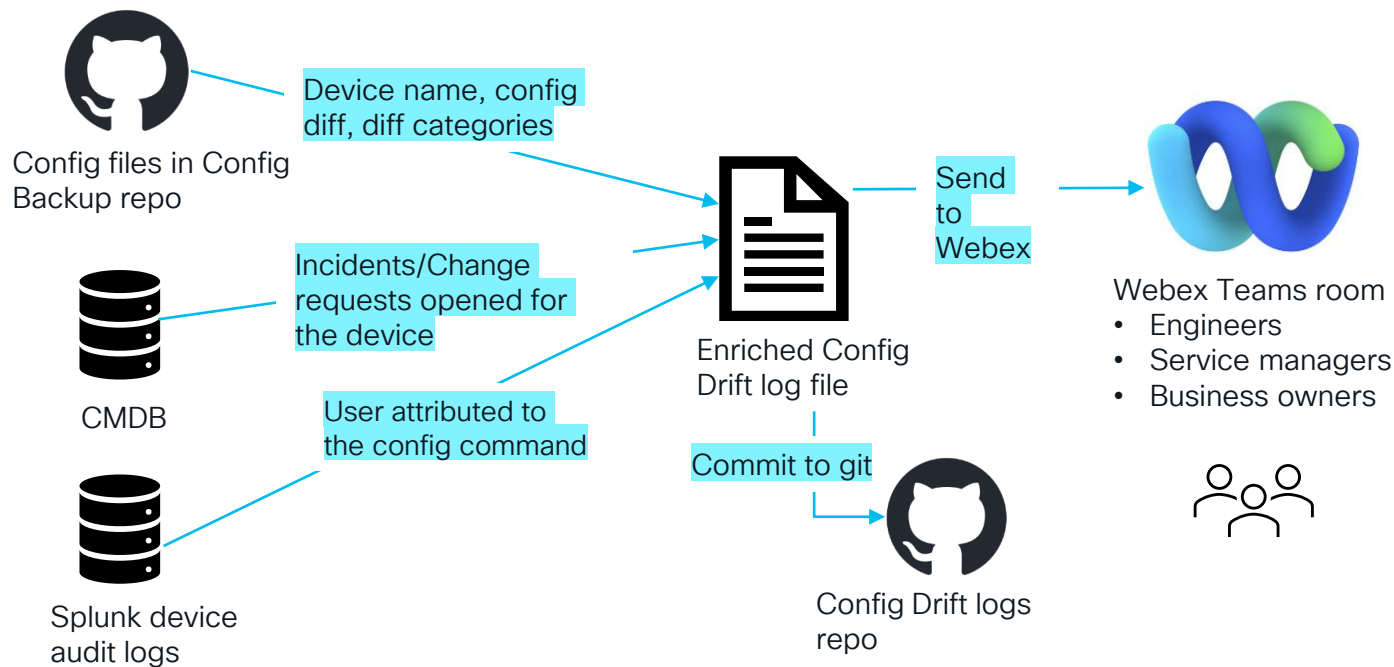 Device name, config
diff, diff categories
Config files in Config
Backup repo
Incidents/Change
requests opened for
the device
CMDB
User attributed to
the config command
Splunk device
audit logs
Enriched Config
Drift log file
Send
to
Webex
Commit to git
Config Drift logs
repo
Webex Teams room
• Engineers
• Service managers
• Business owners